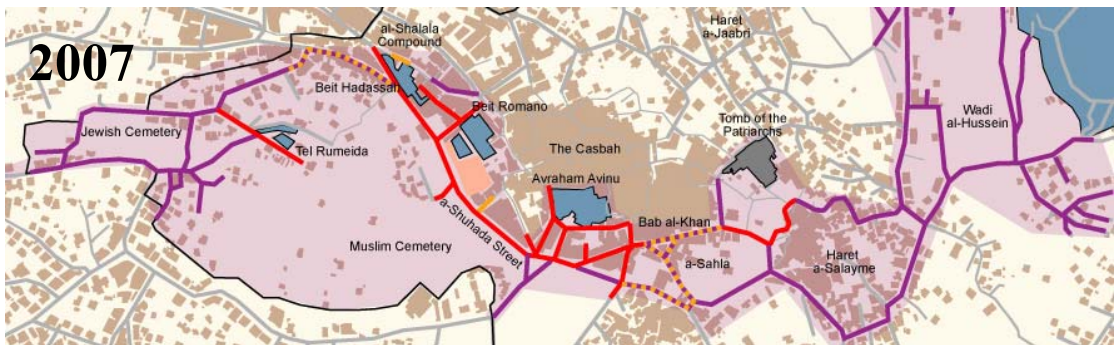 2007
al-Shalala
Compound
Haret
a-Jaabri
Beit Hadassah
Beit Romano
Jewish Cemetery
Tel Rumeida
The Casbah
Tomb of the
Patriarchs
Wadi
al-Hussein
Avraham Avinu
a-Shuhada Street
Bab al-Khan
Muslim Cemetery
a-Sahla
Haret
a-Salayme